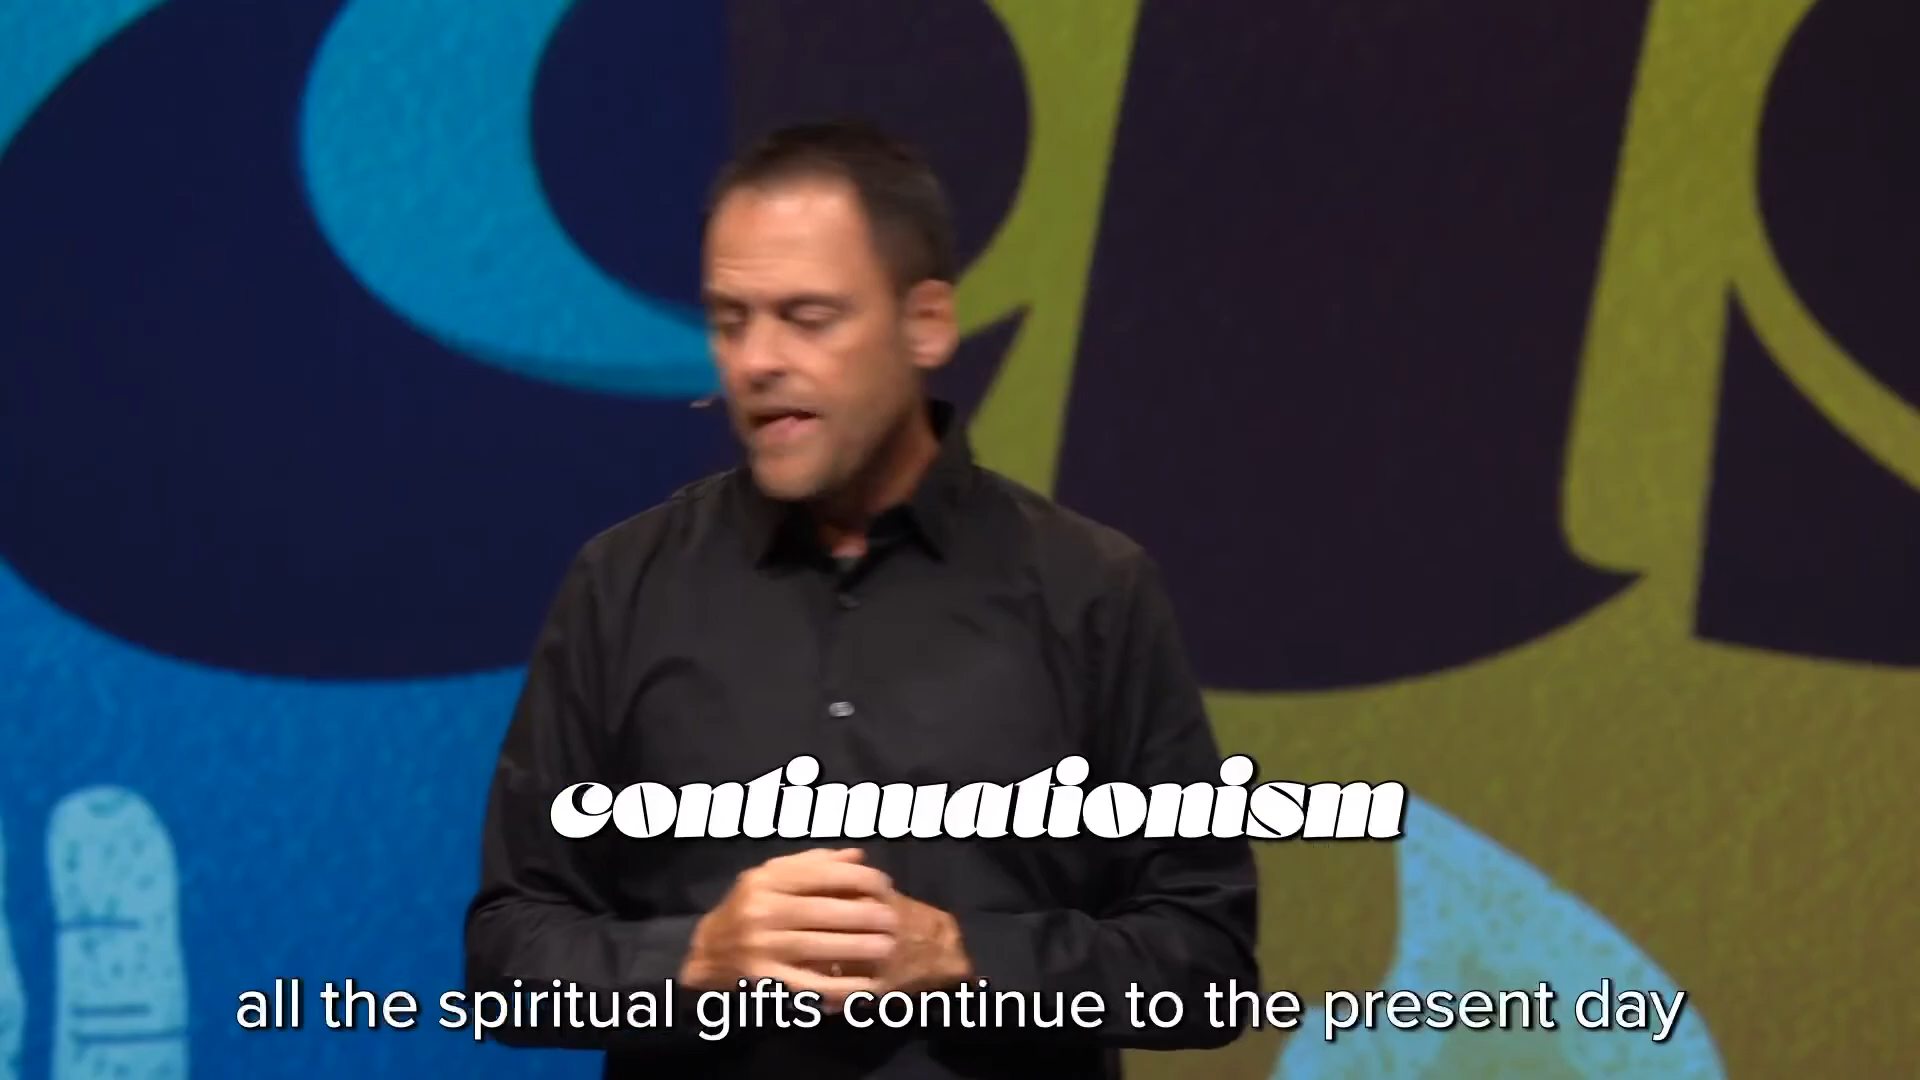 continuationism
all the spiritual gifts continue to the present day